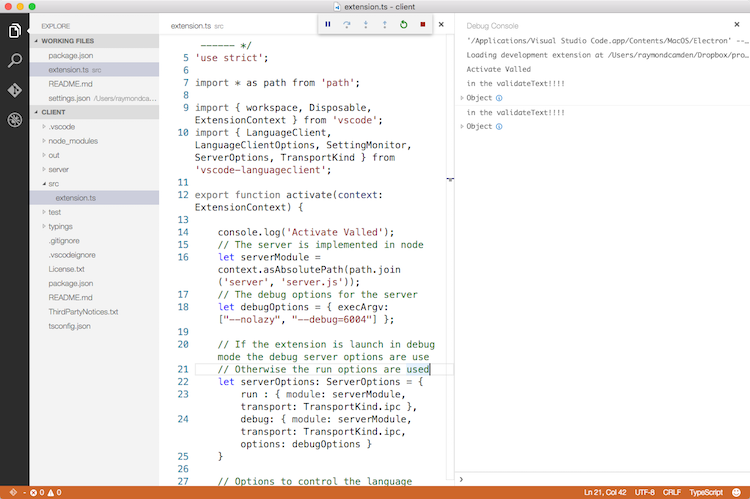 extension.ts - client
EXPLORE
WORKING FILES
package.json
extension.ts src
README.md
settings.json /Users/raymondca...
CLIENT
.vscode
node_modules
out
server
src
extension.ts
test
typings
.gitignore
.vscodeignore
License.txt
package.json
README.md
ThirdPartyNotices.txt
tsconfig.json
extension.ts src
------ */
5 'use strict';
6
7 import * as path from 'path';
8
9 import { workspace, Disposable,
ExtensionContext } from 'vscode';
10 import { LanguageClient,
LanguageClientOptions, SettingMonitor,
ServerOptions, TransportKind } from
'vscode-languageclient';
11
12 export function activate(context:
ExtensionContext) {
13
14 console.log('Activate Valled');
15 // The server is implemented in node
16 let serverModule =
context.asAbsolutePath(path.join
('server', 'server.js'));
17 // The debug options for the server
18 let debugOptions = { execArgv:
["--nolazy", "--debug=6004"] };
19
20 // If the extension is launch in debug
mode the debug server options are use
21 // Otherwise the run options are used
22 let serverOptions: ServerOptions = {
23 run : { module: serverModule,
transport: TransportKind.ipc },
24 debug: { module: serverModule,
transport: TransportKind.ipc,
options: debugOptions }
25 }
26
27 // Options to control the language
Debug Console
'/Applications/Visual Studio Code.app/Contents/MacOS/Electron' --...
Loading development extension at /Users/raymondcamden/Dropbox/pro...
Activate Valled
in the validateText!!!!
Object
in the validateText!!!!
Object
0 0
Ln 21, Col 42 UTF-8 CRLF TypeScript